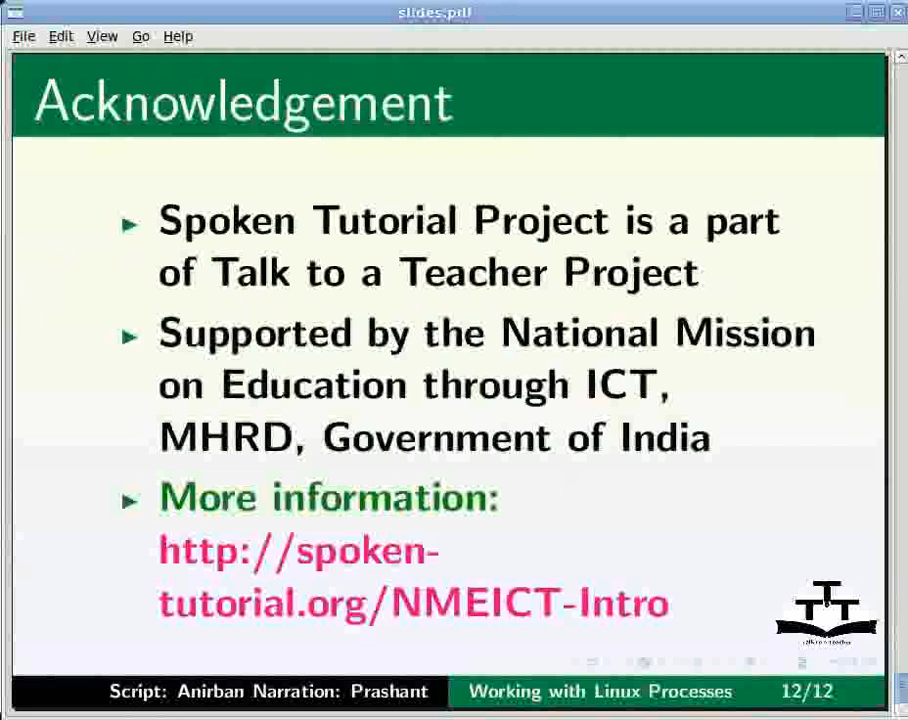 slides.pdf
File Edit View Go Help
Acknowledgement
Spoken Tutorial Project is a part
of Talk to a Teacher Project
Supported by the National Mission
on Education through ICT,
MHRD, Government of India
More information:
http://spoken-
tutorial.org/NMEICT-Intro
TTT
Script: Anirban Narration: Prashant Working with Linux Processes 12/12